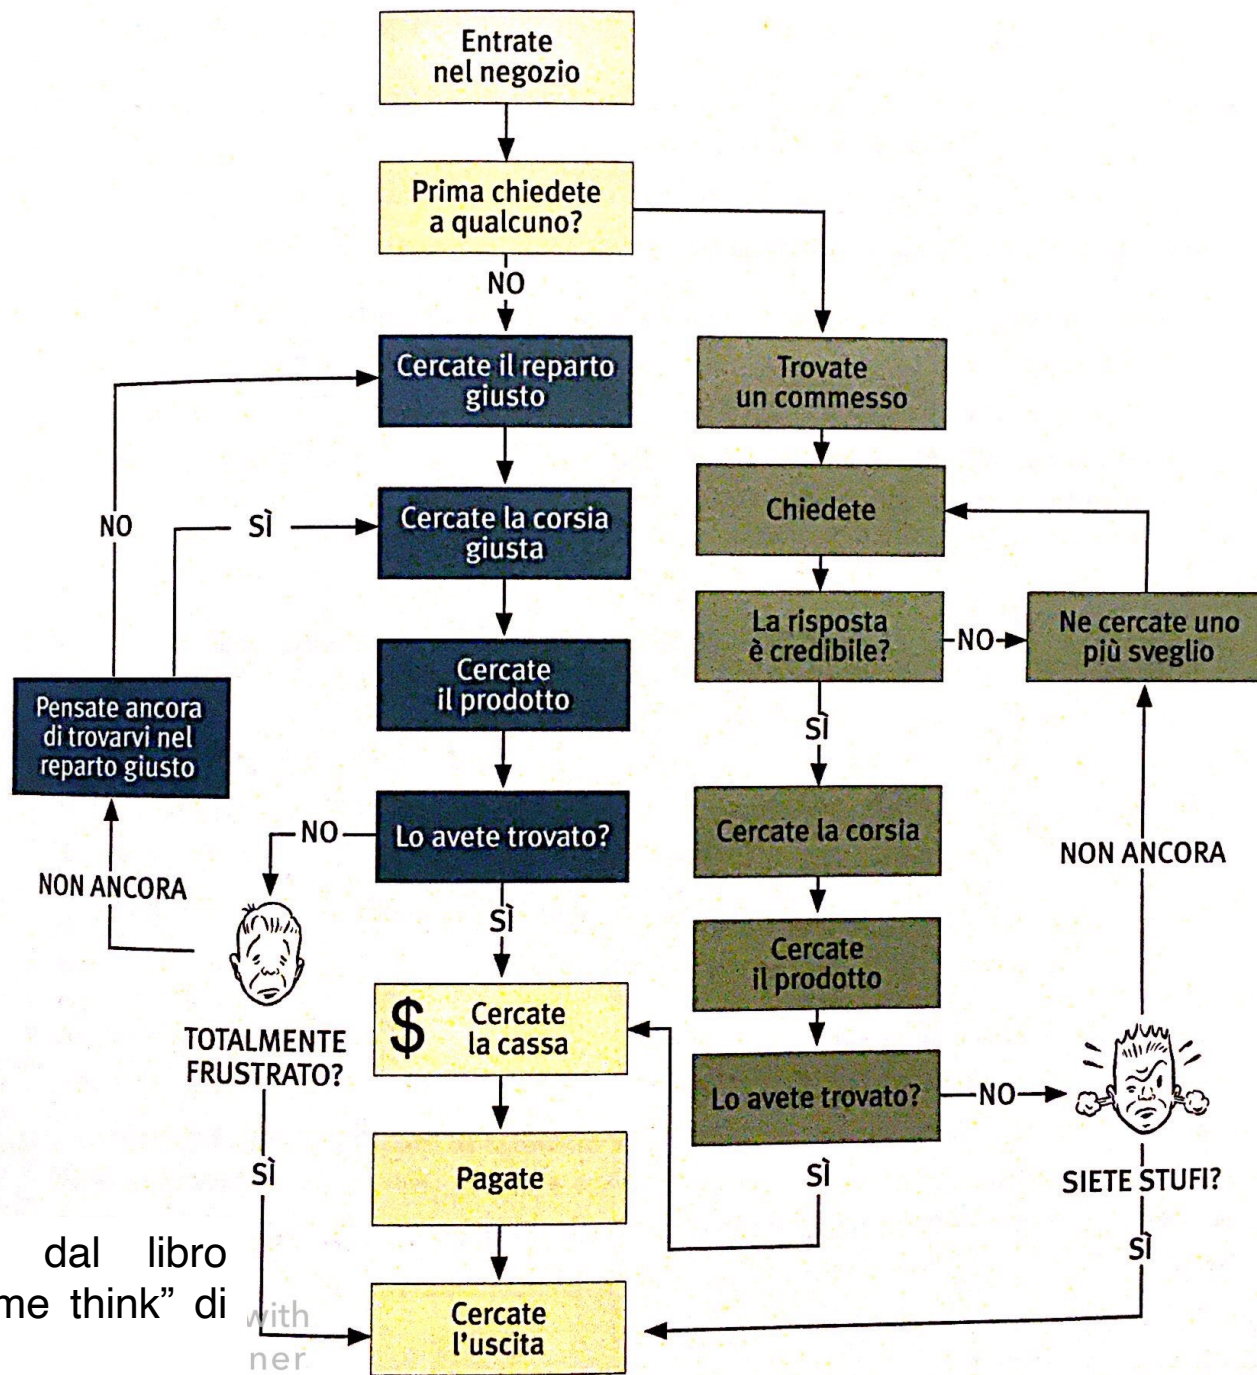 Entrate
nel negozio
Prima chiedete
a qualcuno?
NO
Cercate il reparto
giusto
Trovate
un commesso
NO
SÌ
Cercate la corsia
giusta
Chiedete
La risposta
è credibile?
NO
Ne cercate uno
più sveglio
Cercate
il prodotto
Pensate ancora
di trovarvi nel
reparto giusto
SÌ
NO
Lo avete trovato?
Cercate la corsia
NON ANCORA
NON ANCORA
SÌ
Cercate
il prodotto
$ Cercate
la cassa
TOTALMENTE
FRUSTRATO?
Lo avete trovato?
NO
SÌ
Pagate
SÌ
SIETE STUFI?
SÌ
dal libro
me think” di
with
ner
Cercate
l'uscita